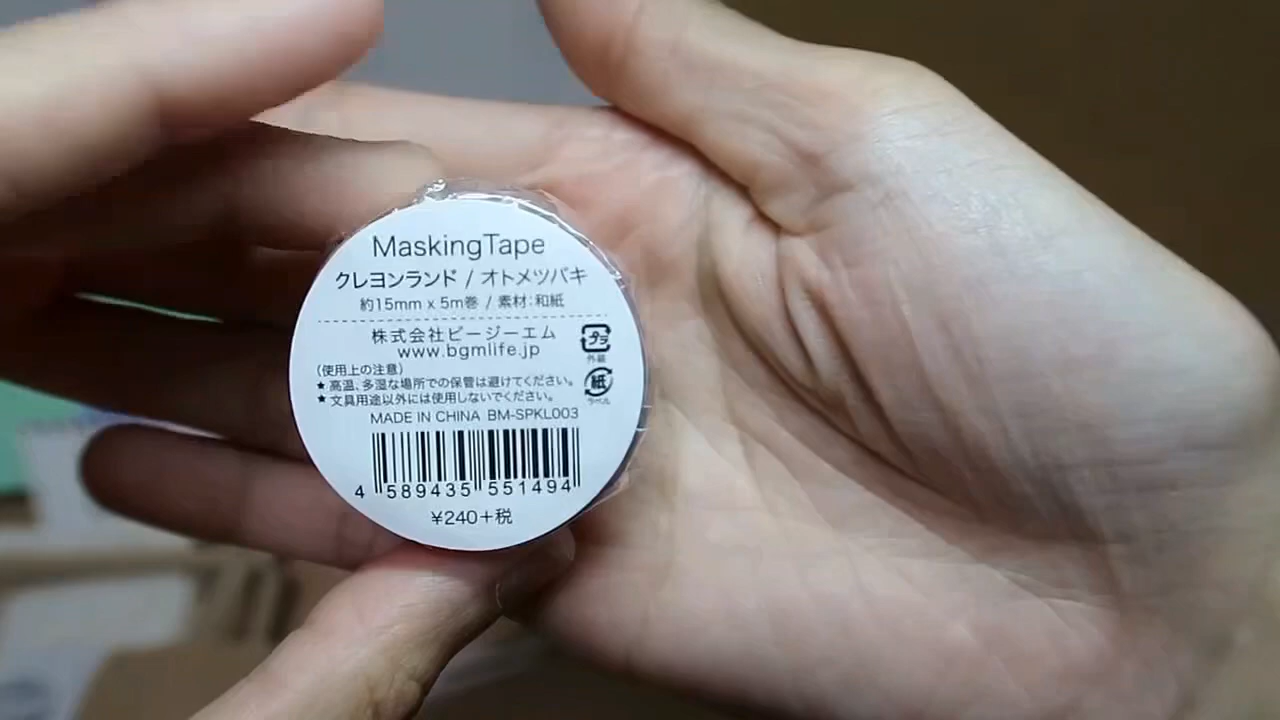 MaskingTape
クレヨンランド / オトメツバキ
約15mm x 5m巻 / 素材:和紙
株式会社ビージーエム
www.bgmlife.jp
プラ
外装
紙
ラベル
(使用上の注意)
★ 高温、多湿な場所での保管は避けてください。
★ 文具用途以外には使用しないでください。
MADE IN CHINA BM-SPKL003
4 589435 551494
¥240+税